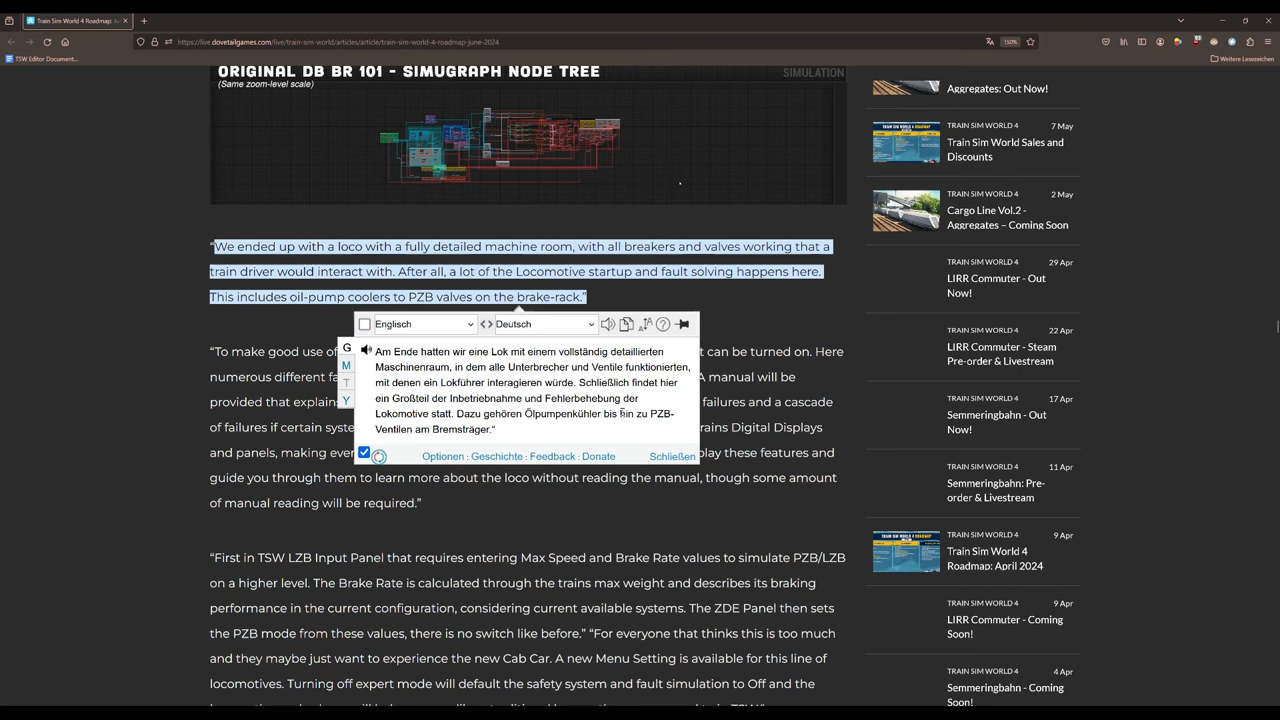 Train Sim World 4 Roadmap: Ju
https://live.dovetailgames.com/live/train-sim-world/articles/article/train-sim-world-4-roadmap-june-2024
150%
TSW Editor Document...
Weitere Lesezeichen
ORIGINAL DB BR 101 - SIMUGRAPH NODE TREE
(Same zoom-level scale)
SIMULATION
"We ended up with a loco with a fully detailed machine room, with all breakers and valves working that a
train driver would interact with. After all, a lot of the Locomotive startup and fault solving happens here.
This includes oil-pump coolers to PZB valves on the brake-rack."
Englisch
Deutsch
G
M
T
Y
Am Ende hatten wir eine Lok mit einem vollständig detaillierten
Maschinenraum, in dem alle Unterbrecher und Ventile funktionierten,
mit denen ein Lokführer interagieren würde. Schließlich findet hier
ein Großteil der Inbetriebnahme und Fehlerbehebung der
Lokomotive statt. Dazu gehören Ölpumpenkühler bis hin zu PZB-
Ventilen am Bremsträger.“
Optionen : Geschichte : Feedback : Donate
Schließen
"To make good use of
t can be turned on. Here
numerous different fa
A manual will be
provided that explain
failures and a cascade
of failures if certain syste
rains Digital Displays
and panels, making ever
play these features and
guide you through them to learn more about the loco without reading the manual, though some amount
of manual reading will be required."
"First in TSW LZB Input Panel that requires entering Max Speed and Brake Rate values to simulate PZB/LZB
on a higher level. The Brake Rate is calculated through the trains max weight and describes its braking
performance in the current configuration, considering current available systems. The ZDE Panel then sets
the PZB mode from these values, there is no switch like before." "For everyone that thinks this is too much
and they maybe just want to experience the new Cab Car. A new Menu Setting is available for this line of
locomotives. Turning off expert mode will default the safety system and fault simulation to Off and the
Aggregates: Out Now!
TRAIN SIM WORLD 4 7 May
Train Sim World Sales and
Discounts
TRAIN SIM WORLD 4 2 May
Cargo Line Vol.2 -
Aggregates – Coming Soon
TRAIN SIM WORLD 4 29 Apr
LIRR Commuter - Out
Now!
TRAIN SIM WORLD 4 22 Apr
LIRR Commuter - Steam
Pre-order & Livestream
TRAIN SIM WORLD 4 17 Apr
Semmeringbahn - Out
Now!
TRAIN SIM WORLD 4 11 Apr
Semmeringbahn: Pre-
order & Livestream
TRAIN SIM WORLD 4 9 Apr
Train Sim World 4
Roadmap: April 2024
TRAIN SIM WORLD 4 9 Apr
LIRR Commuter - Coming
Soon!
TRAIN SIM WORLD 4 4 Apr
Semmeringbahn - Coming
Soon!